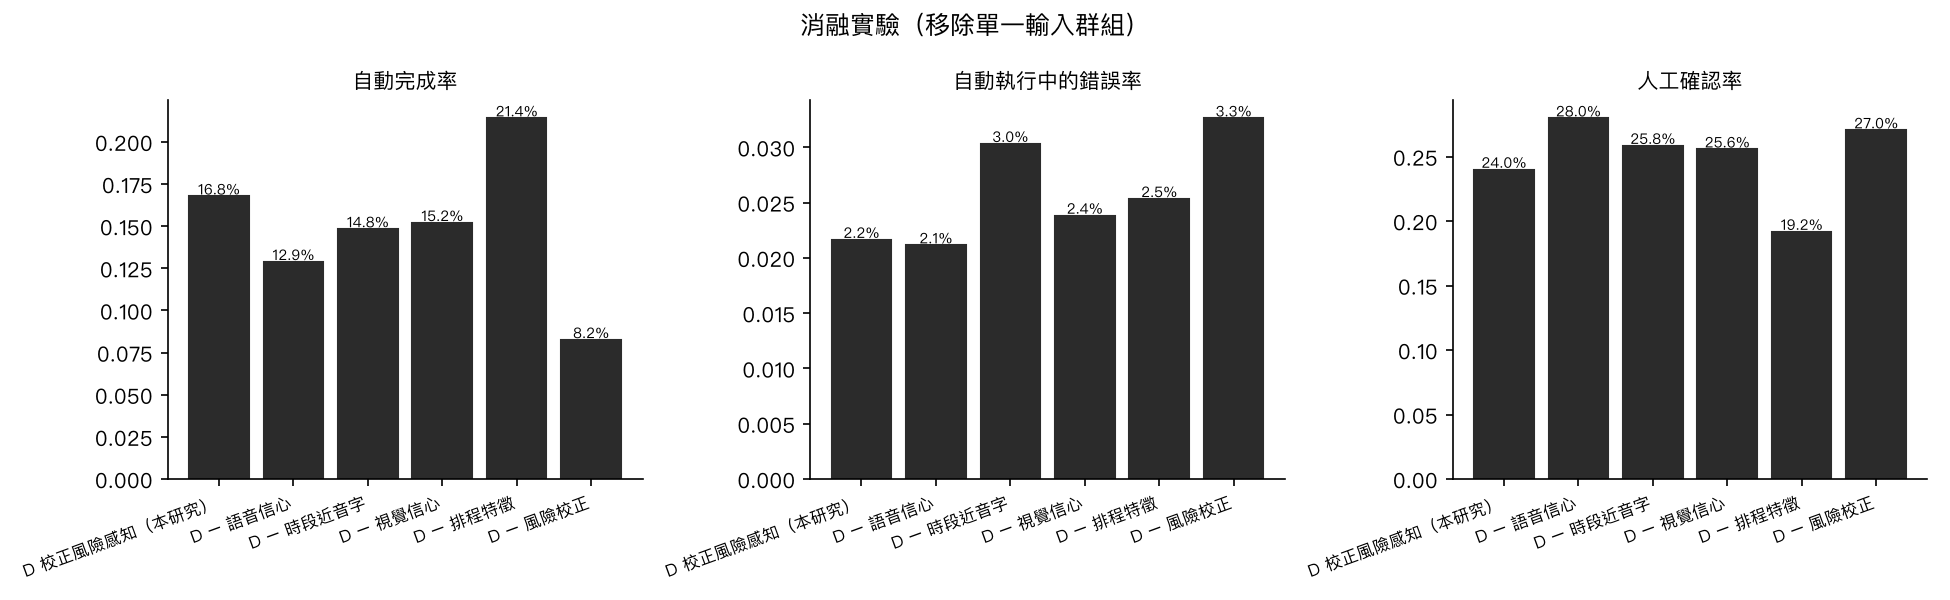 消融實驗（移除單一輸入群組）
自動完成率
0.200
0.175
0.150
0.125
0.100
0.075
0.050
0.025
0.000
16.8%
12.9%
14.8%
15.2%
21.4%
8.2%
D 校正風險感知（本研究）
D − 語音信心
D − 時段近音字
D − 視覺信心
D − 排程特徵
D − 風險校正
自動執行中的錯誤率
0.030
0.025
0.020
0.015
0.010
0.005
0.000
2.2%
2.1%
3.0%
2.4%
2.5%
3.3%
D 校正風險感知（本研究）
D − 語音信心
D − 時段近音字
D − 視覺信心
D − 排程特徵
D − 風險校正
人工確認率
0.25
0.20
0.15
0.10
0.05
0.00
24.0%
28.0%
25.8%
25.6%
19.2%
27.0%
D 校正風險感知（本研究）
D − 語音信心
D − 時段近音字
D − 視覺信心
D − 排程特徵
D − 風險校正